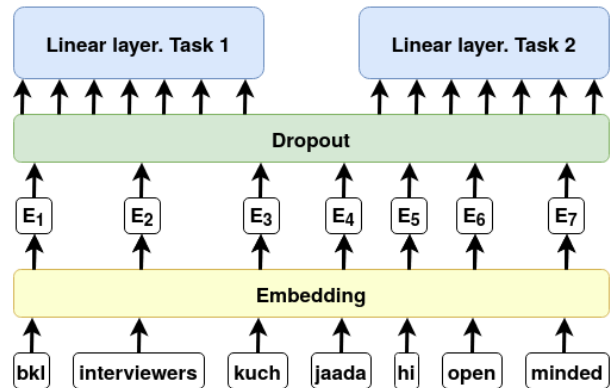 Linear layer. Task 1
Linear layer. Task 2
Dropout
E1 E2 E3 E4 E5 E6 E7
Embedding
bkl interviewers kuch jaada hi open minded